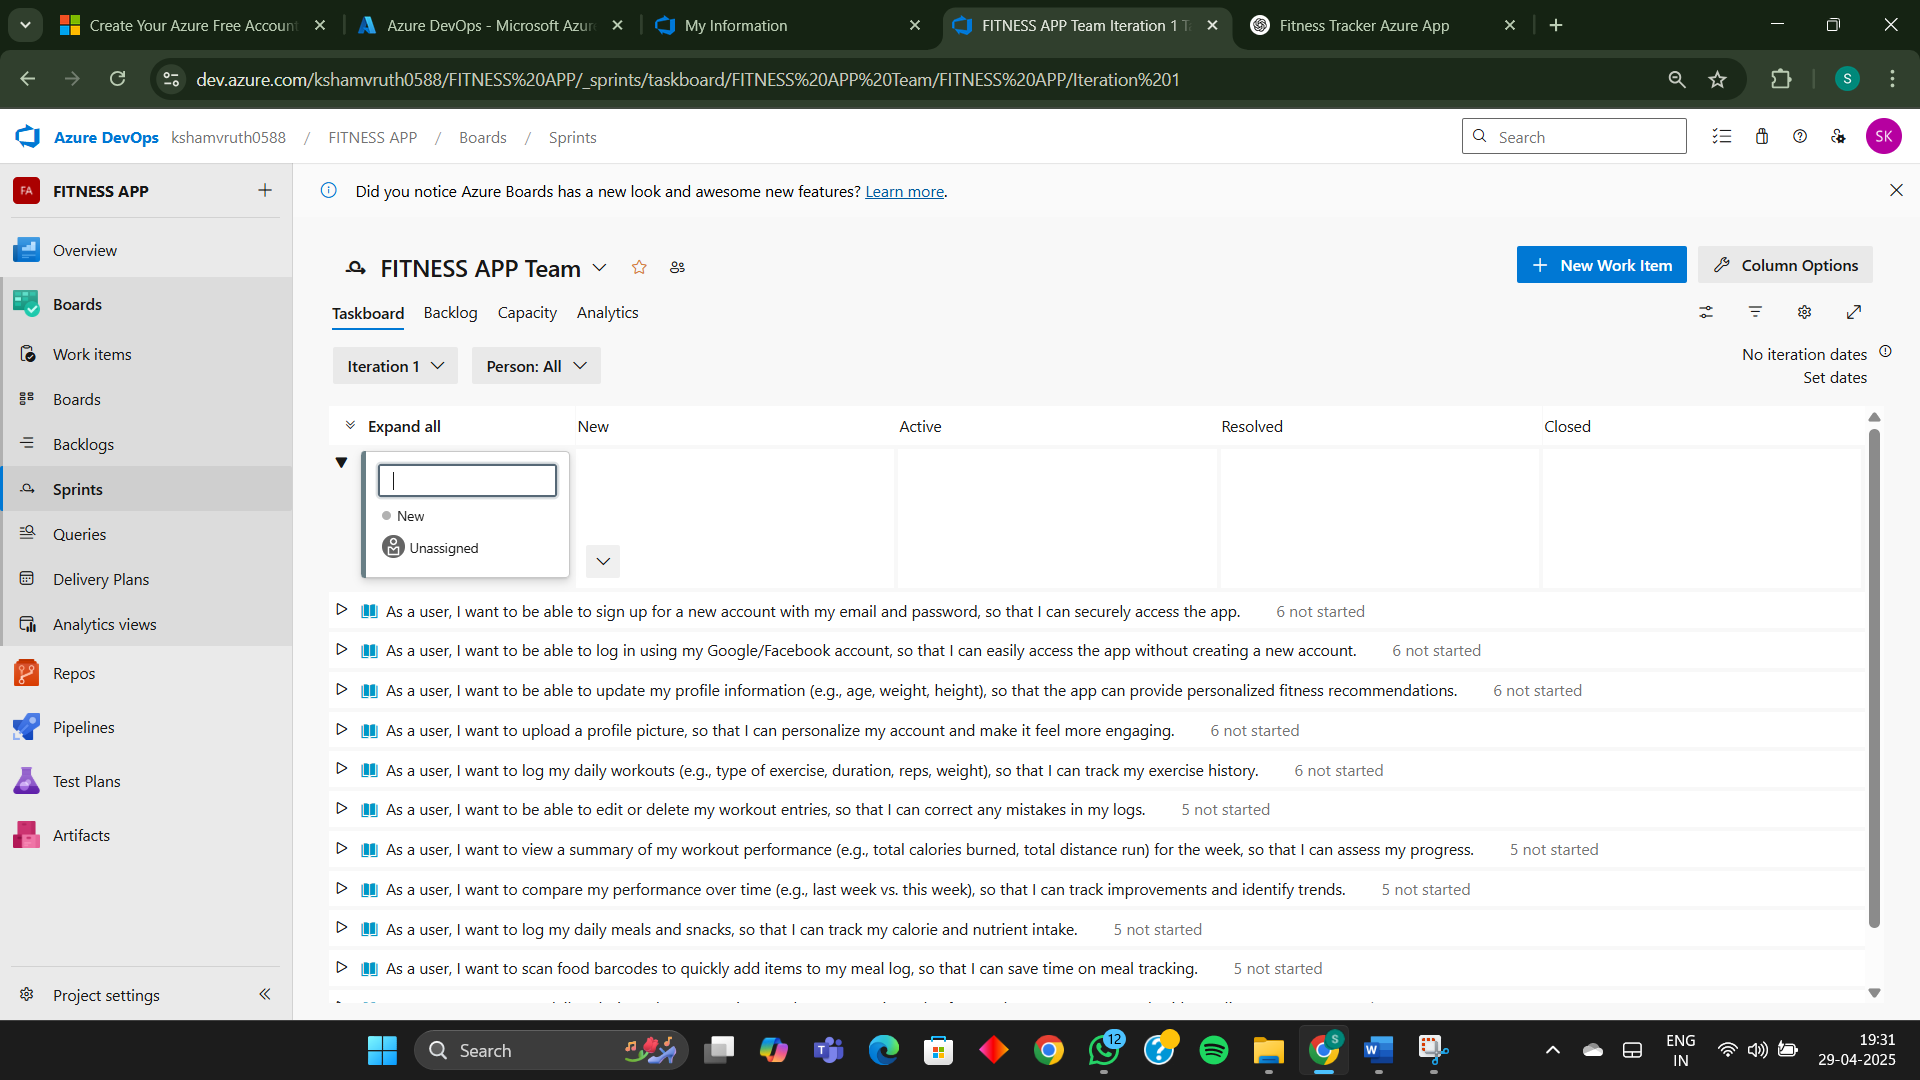 Create Your Azure Free Account
Azure DevOps - Microsoft Azur
My Information
FITNESS APP Team Iteration 1 T
Fitness Tracker Azure App
dev.azure.com/kshamvruth0588/FITNESS%20APP/_sprints/taskboard/FITNESS%20APP%20Team/FITNESS%20APP/Iteration%201
S
Azure DevOps kshamvruth0588 / FITNESS APP / Boards / Sprints
Search
SK
FA FITNESS APP
Did you notice Azure Boards has a new look and awesome new features? Learn more.
Overview
Boards
Work items
Boards
Backlogs
Sprints
Queries
Delivery Plans
Analytics views
Repos
Pipelines
Test Plans
Artifacts
Project settings
FITNESS APP Team
New Work Item
Column Options
Taskboard Backlog Capacity Analytics
Iteration 1
Person: All
No iteration dates
Set dates
Expand all New Active Resolved Closed
New
Unassigned
As a user, I want to be able to sign up for a new account with my email and password, so that I can securely access the app. 6 not started
As a user, I want to be able to log in using my Google/Facebook account, so that I can easily access the app without creating a new account. 6 not started
As a user, I want to be able to update my profile information (e.g., age, weight, height), so that the app can provide personalized fitness recommendations. 6 not started
As a user, I want to upload a profile picture, so that I can personalize my account and make it feel more engaging. 6 not started
As a user, I want to log my daily workouts (e.g., type of exercise, duration, reps, weight), so that I can track my exercise history. 6 not started
As a user, I want to be able to edit or delete my workout entries, so that I can correct any mistakes in my logs. 5 not started
As a user, I want to view a summary of my workout performance (e.g., total calories burned, total distance run) for the week, so that I can assess my progress. 5 not started
As a user, I want to compare my performance over time (e.g., last week vs. this week), so that I can track improvements and identify trends. 5 not started
As a user, I want to log my daily meals and snacks, so that I can track my calorie and nutrient intake. 5 not started
As a user, I want to scan food barcodes to quickly add items to my meal log, so that I can save time on meal tracking. 5 not started
Search
12
S
ENG
IN
19:31
29-04-2025